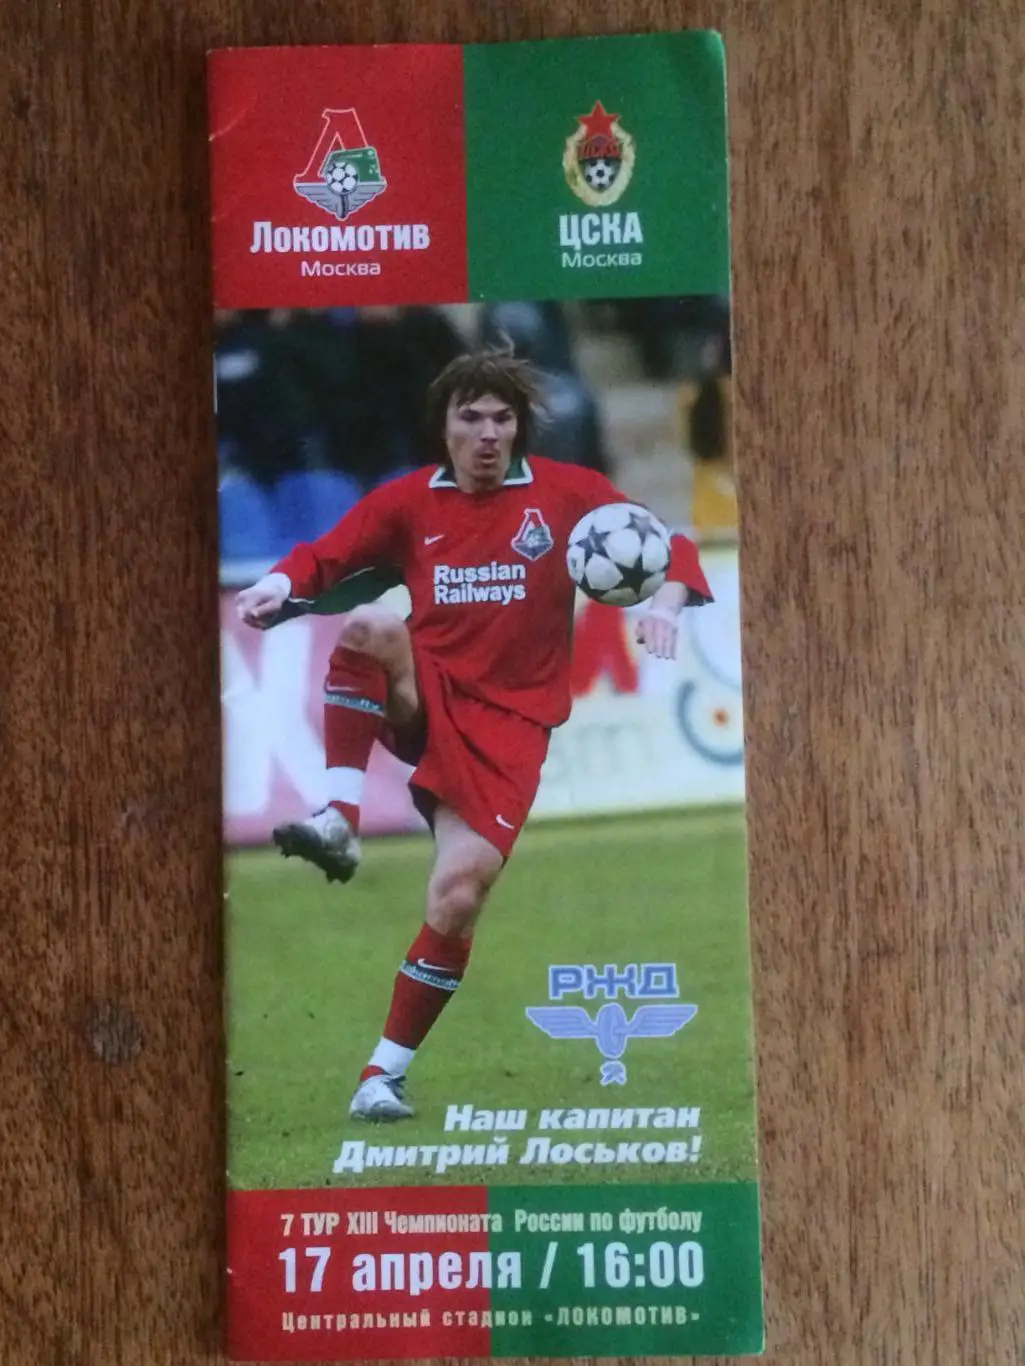 ЛОКОМОТИВ
Москва
ЦСКА
Москва
Russian
Railways
РЖД
Наш капитан
Дмитрий Лоськов!
7 ТУР XIII Чемпионата России по футболу
17 апреля / 16:00
Центральный стадион «ЛОКОМОТИВ»